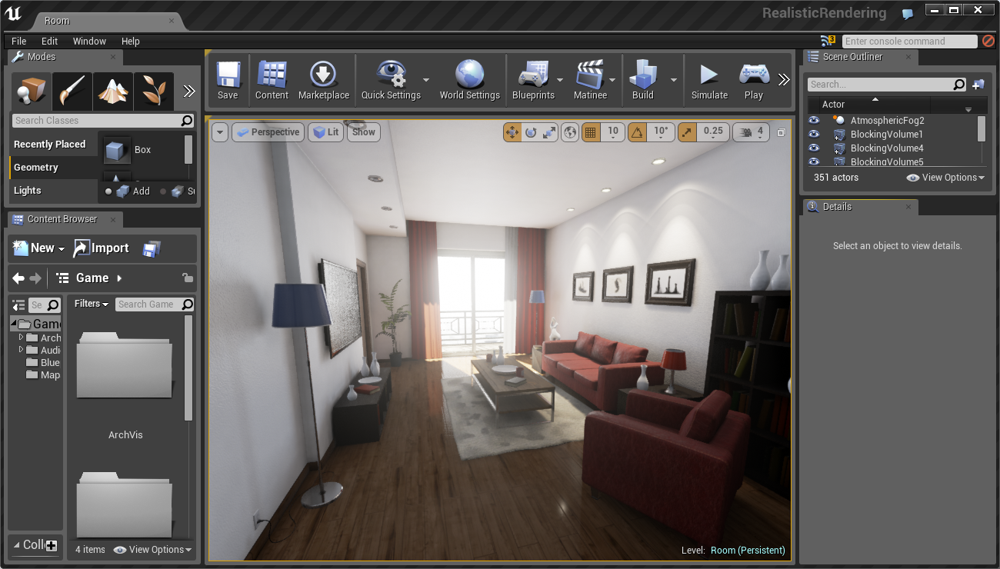 Room
RealisticRendering
File Edit Window Help
3
Enter console command
Modes
Search Classes
Recently Placed
Geometry
Lights
Box
Add
Content Browser
New
Import
Game
Filters
Search Game
Se
Game
Arch
Audi
Blue
Map
ArchVis
Colle
4 items
View Options
Save
Content
Marketplace
Quick Settings
World Settings
Blueprints
Matinee
Build
Simulate
Play
Perspective
Lit
Show
10
10°
0.25
4
Level: Room (Persistent)
Scene Outliner
Search...
Actor
AtmosphericFog2
BlockingVolume1
BlockingVolume4
BlockingVolume5
351 actors
View Options
Details
Select an object to view details.